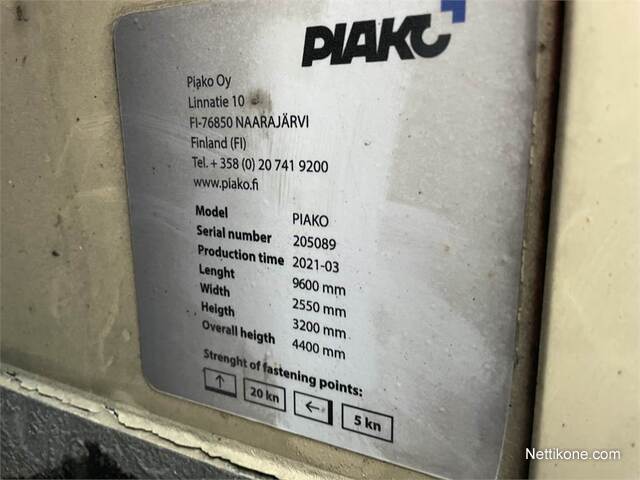 PIAKO
Piako Oy
Linnatie 10
FI-76850 NAARAJÄRVI
Finland (FI)
Tel. + 358 (0) 20 741 9200
www.piako.fi
Model PIAKO
Serial number 205089
Production time 2021-03
Lenght 9600 mm
Width 2550 mm
Heigth 3200 mm
Overall heigth 4400 mm
Strenght of fastening points:
↑ 20 kn ← 5 kn
Nettikone.com